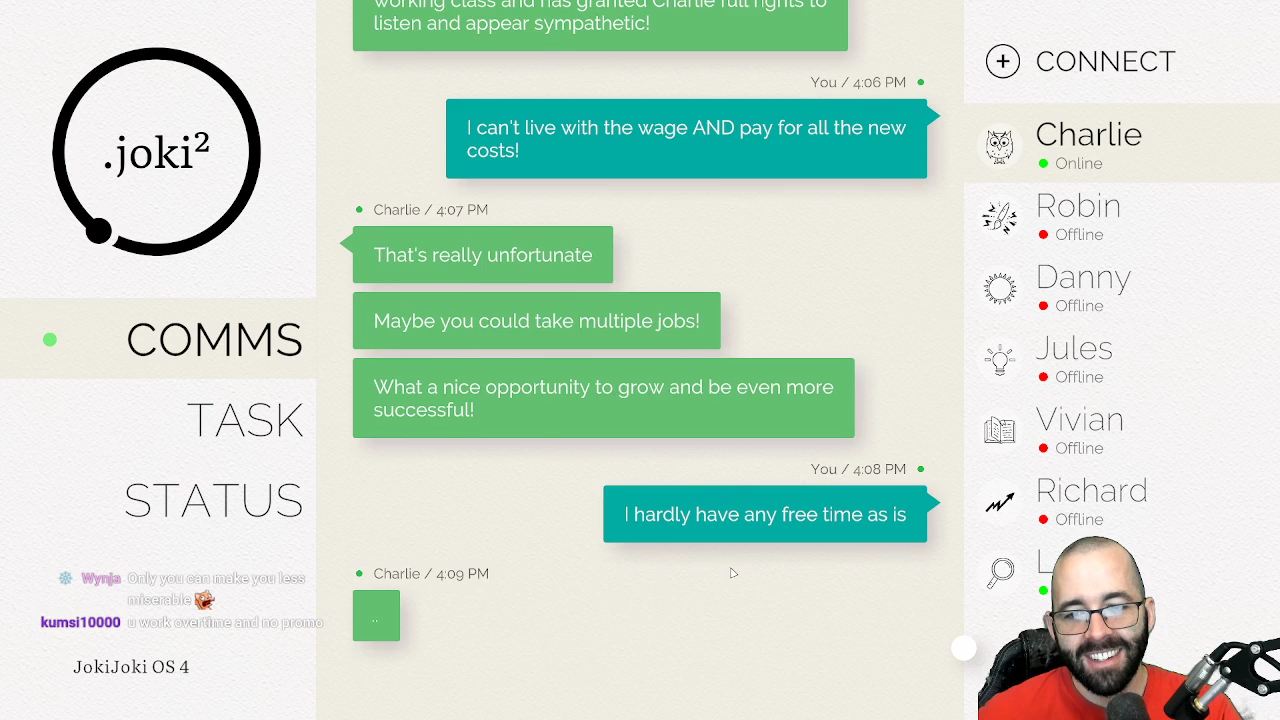 .joki²
COMMS
TASK
STATUS
Wynja Only you can make you less
miserable
kumsi10000 u work overtime and no promo
JokiJoki OS 4
working class and has granted Charlie full rights to
listen and appear sympathetic!
You / 4:06 PM
I can't live with the wage AND pay for all the new
costs!
Charlie / 4:07 PM
That's really unfortunate
Maybe you could take multiple jobs!
What a nice opportunity to grow and be even more
successful!
You / 4:08 PM
I hardly have any free time as is
Charlie / 4:09 PM
..
+ CONNECT
Charlie
Online
Robin
Offline
Danny
Offline
Jules
Offline
Vivian
Offline
Richard
Offline